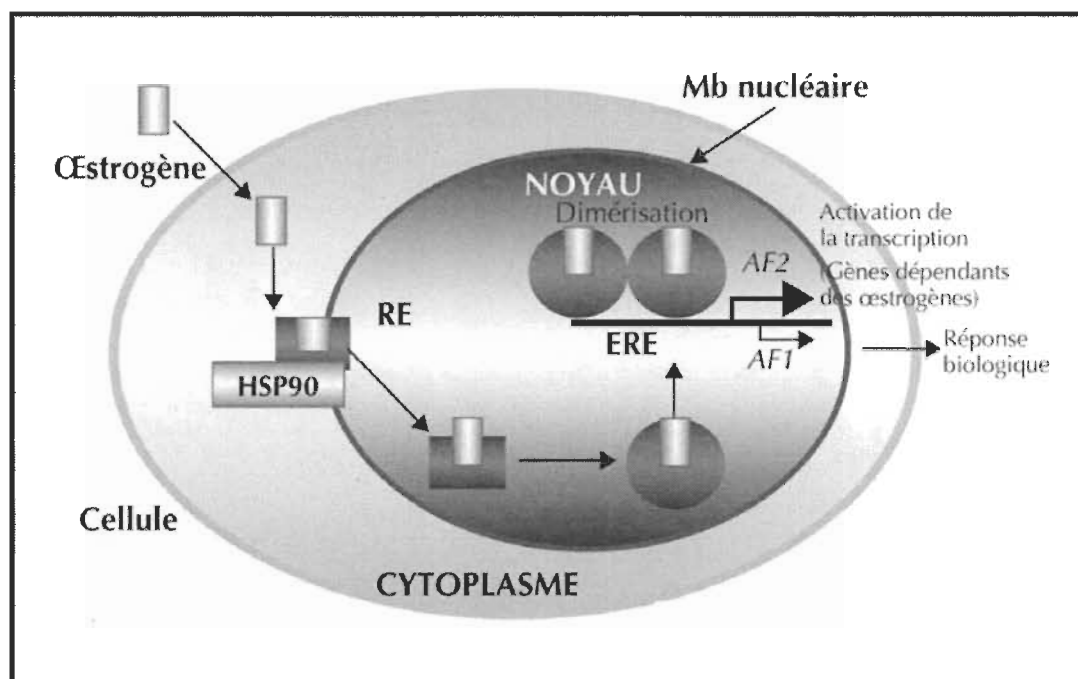 Mb nucléaire
Œstrogène
NOYAU
Dimérisation
Activation de
la transcription
AF2
(Gènes dépendants
des œstrogènes)
RE
ERE
AF1
Réponse
biologique
HSP90
Cellule
CYTOPLASME